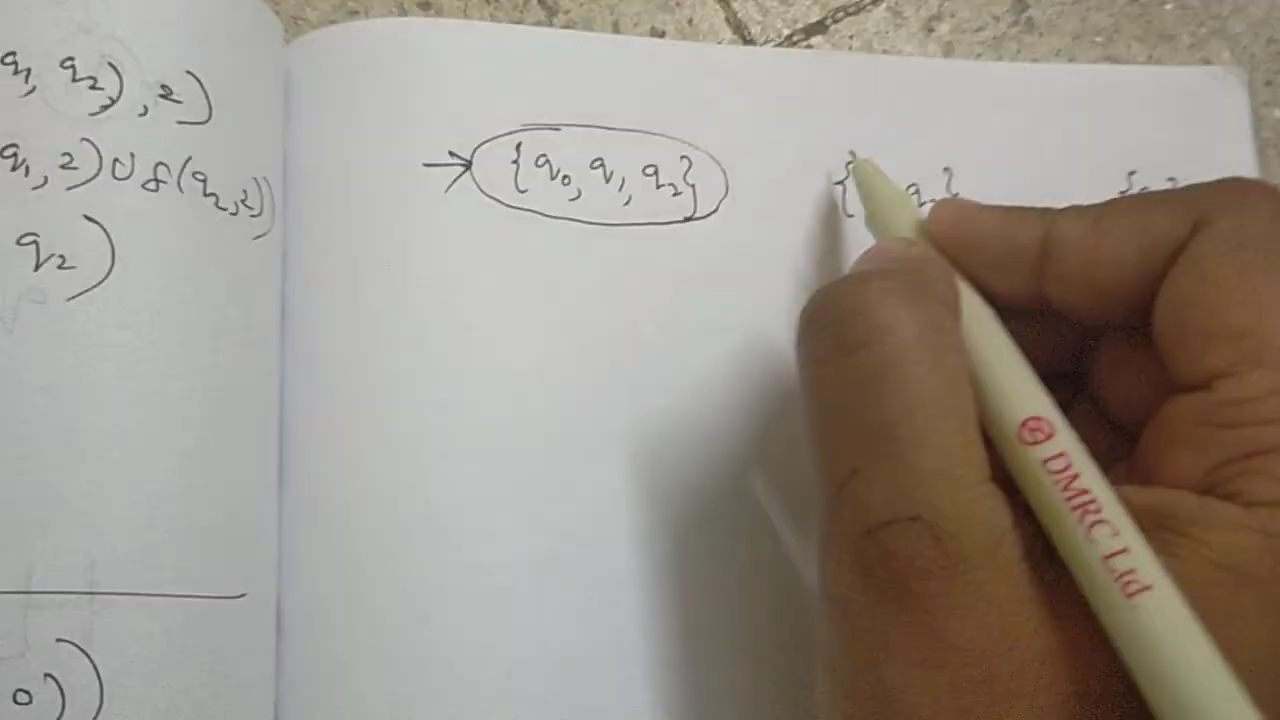 q₁, q₂), 2)
q₁, 2) ∪ δ(q₂, 2))
q₂)
0))
→ {q₀, q₁, q₂}
DMRC Ltd